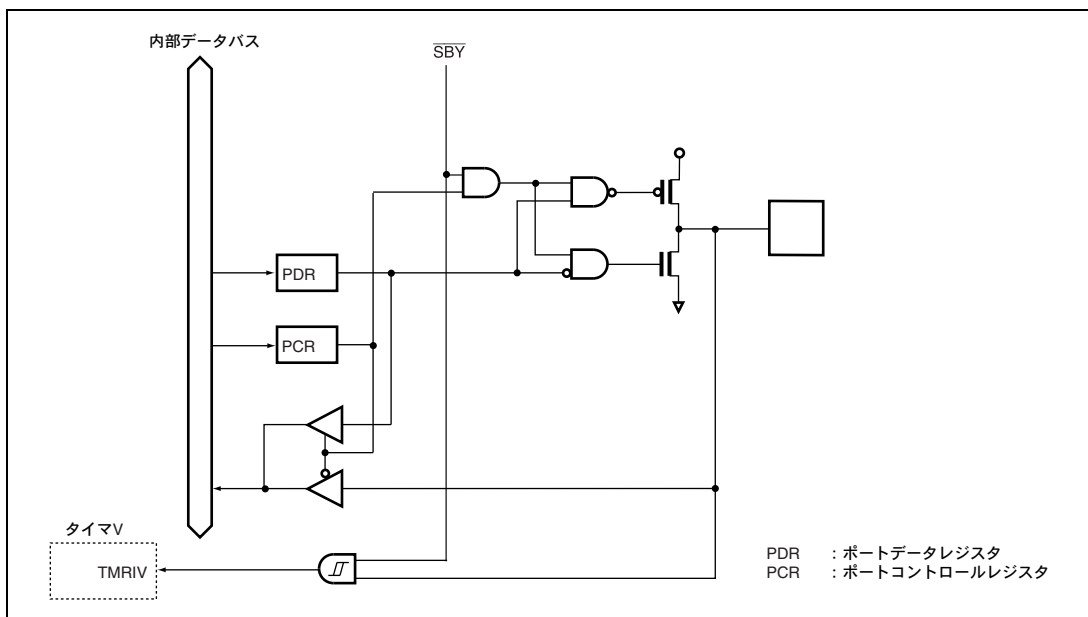 内部データバス
SBY
PDR
PCR
タイマV
TMRIV
PDR :ポートデータレジスタ
PCR :ポートコントロールレジスタ